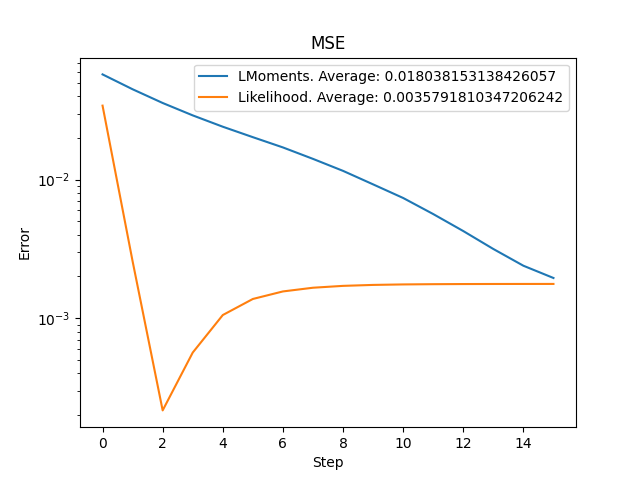 MSE
LMoments. Average: 0.018038153138426057
Likelihood. Average: 0.0035791810347206242
10⁻²
10⁻³
Error
0 2 4 6 8 10 12 14
Step